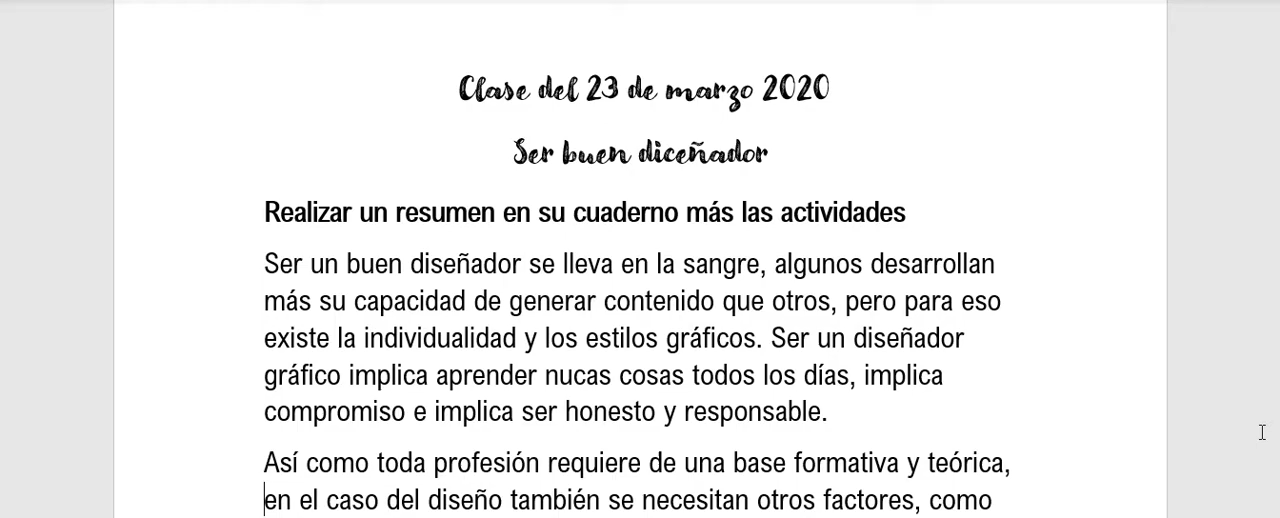 Clase del 23 de marzo 2020
Ser buen diceñador
Realizar un resumen en su cuaderno más las actividades
Ser un buen diseñador se lleva en la sangre, algunos desarrollan
más su capacidad de generar contenido que otros, pero para eso
existe la individualidad y los estilos gráficos. Ser un diseñador
gráfico implica aprender nucas cosas todos los días, implica
compromiso e implica ser honesto y responsable.
Así como toda profesión requiere de una base formativa y teórica,
en el caso del diseño también se necesitan otros factores, como